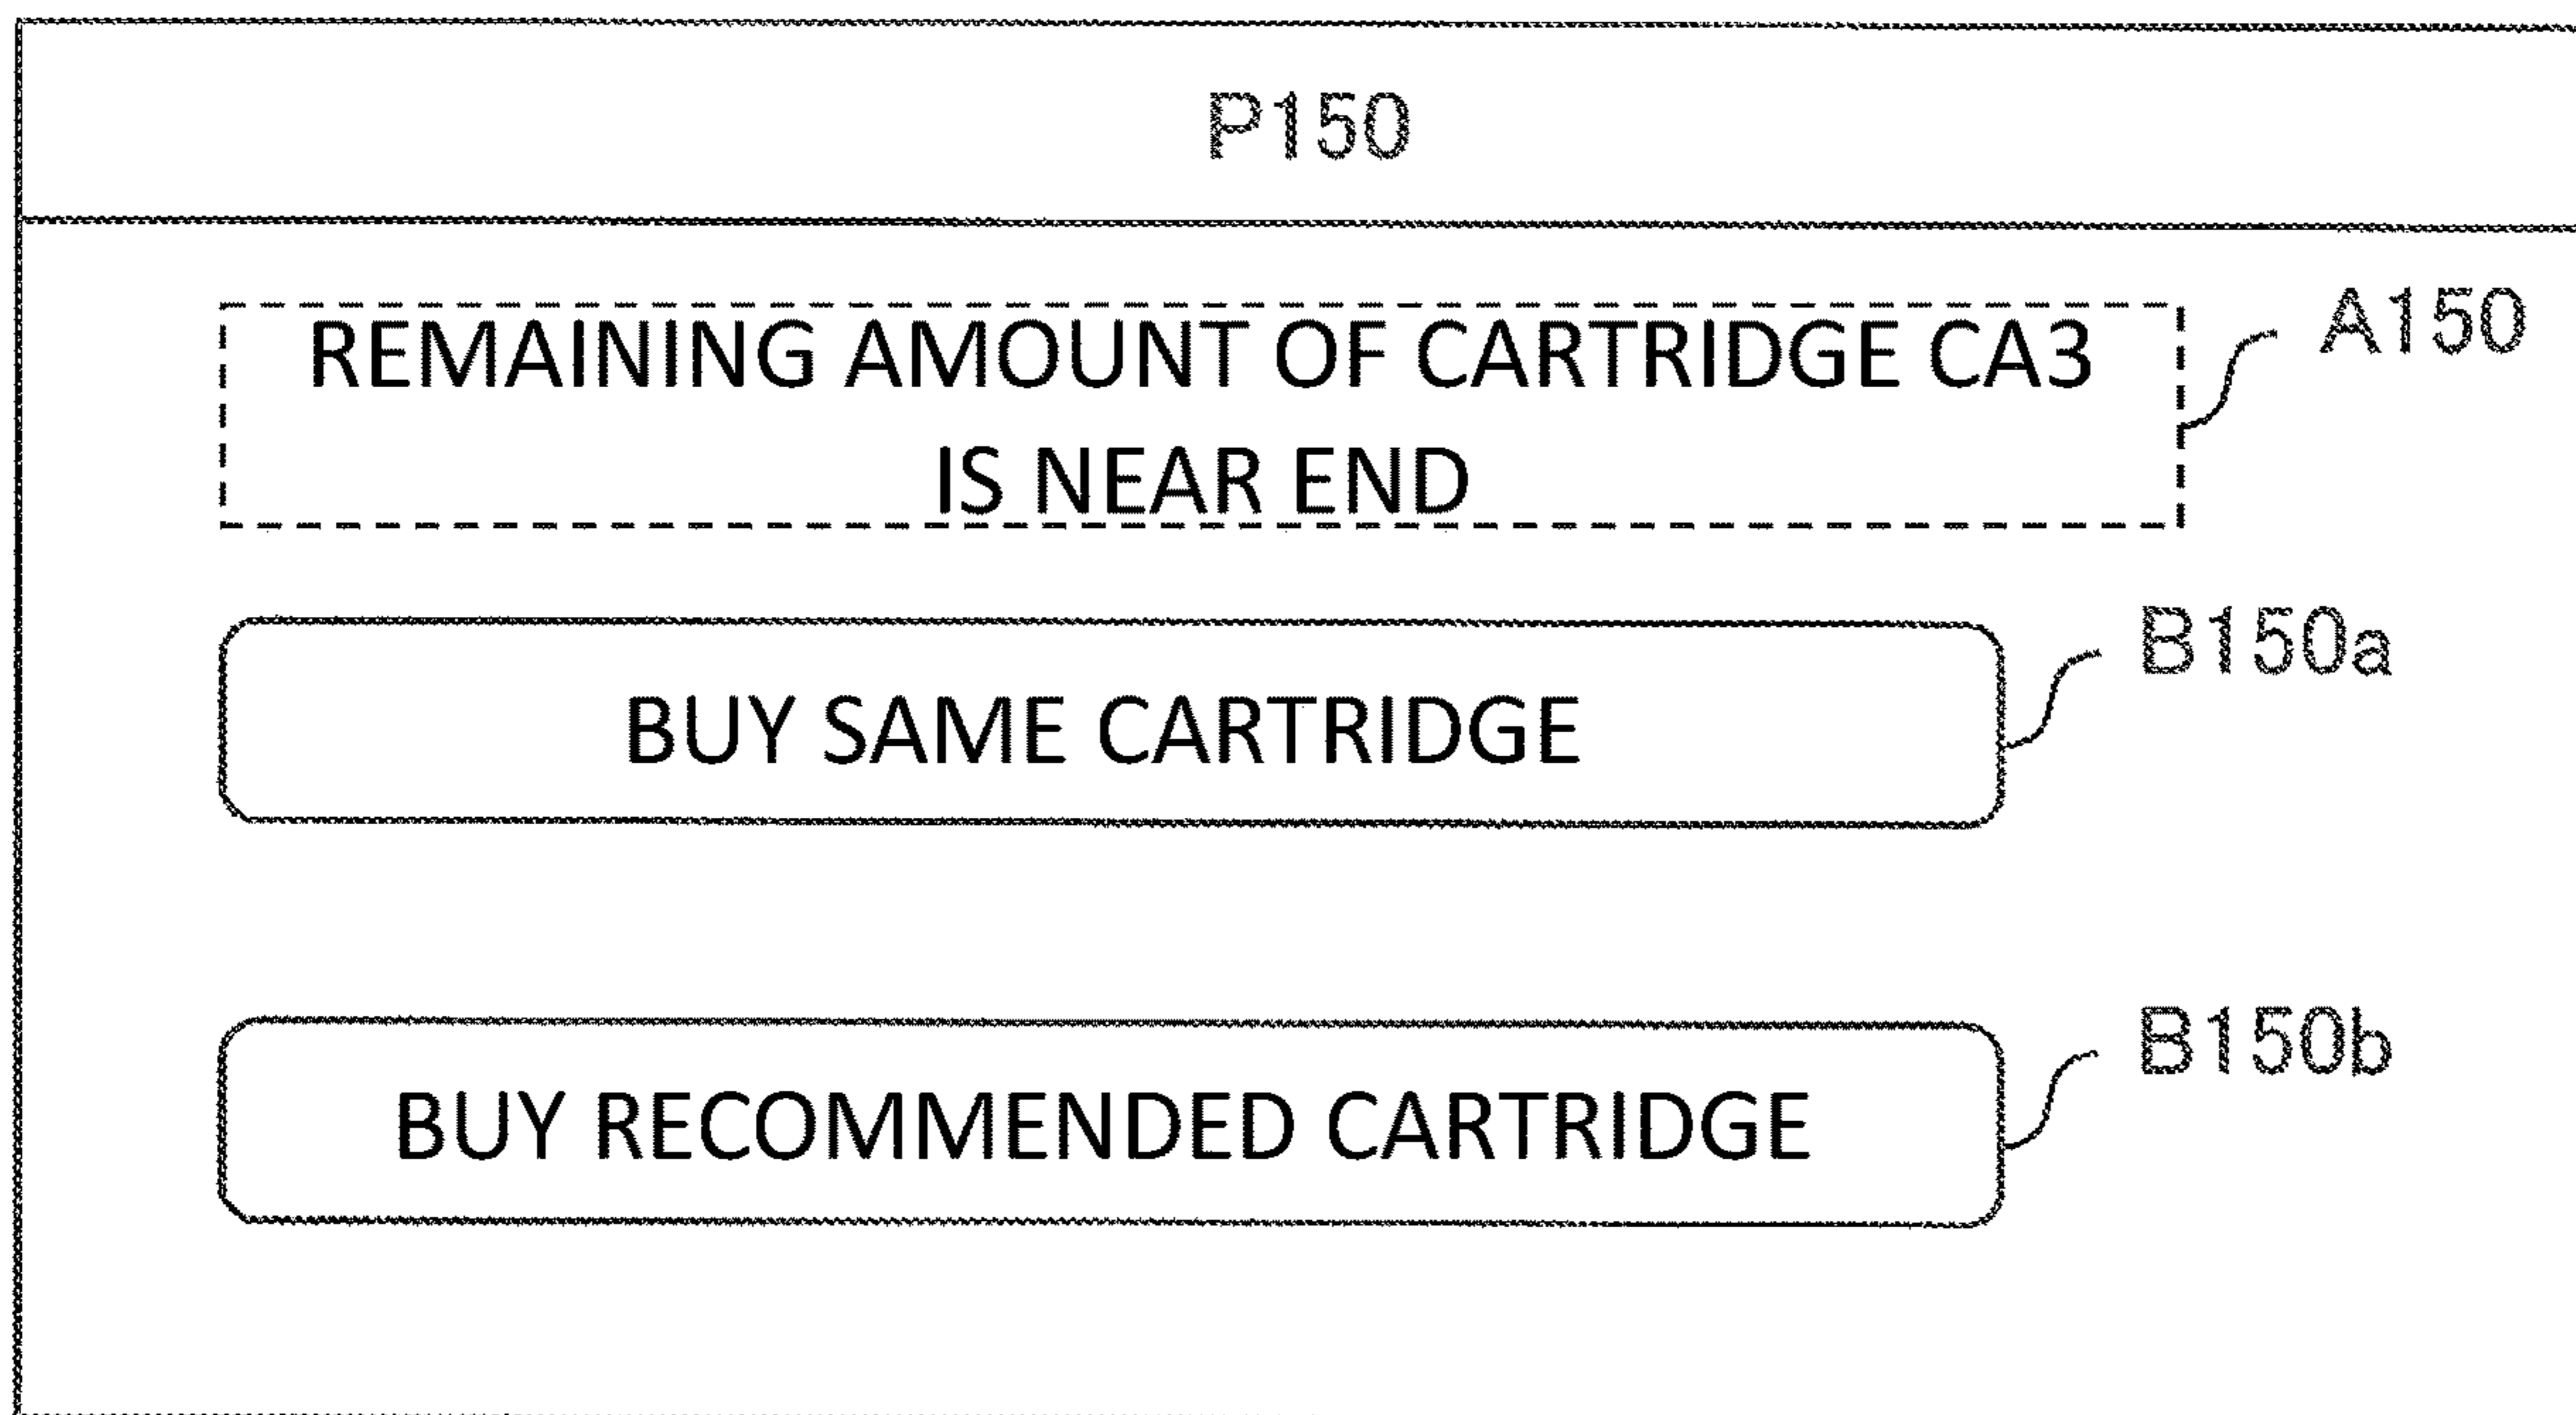 P150
REMAINING AMOUNT OF CARTRIDGE CA3
IS NEAR END
A150
BUY SAME CARTRIDGE
B150a
BUY RECOMMENDED CARTRIDGE
B150b